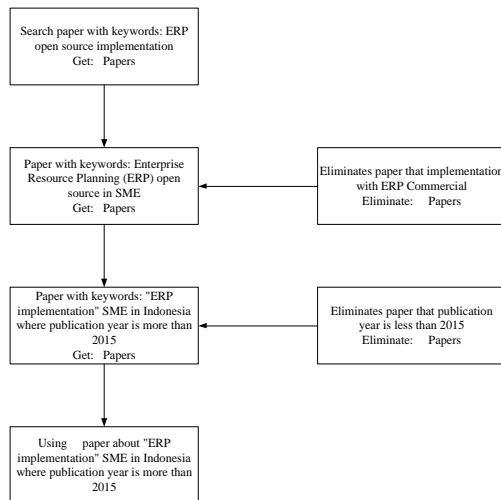 Search paper with keywords: ERP
open source implementation
Get: Papers
Paper with keywords: Enterprise
Resource Planning (ERP) open
source in SME
Get: Papers
Eliminates paper that implementation
with ERP Commercial
Eliminate: Papers
Paper with keywords: "ERP
implementation" SME in Indonesia
where publication year is more than
2015
Get: Papers
Eliminates paper that publication
year is less than 2015
Eliminate: Papers
Using paper about "ERP
implementation" SME in Indonesia
where publication year is more than
2015